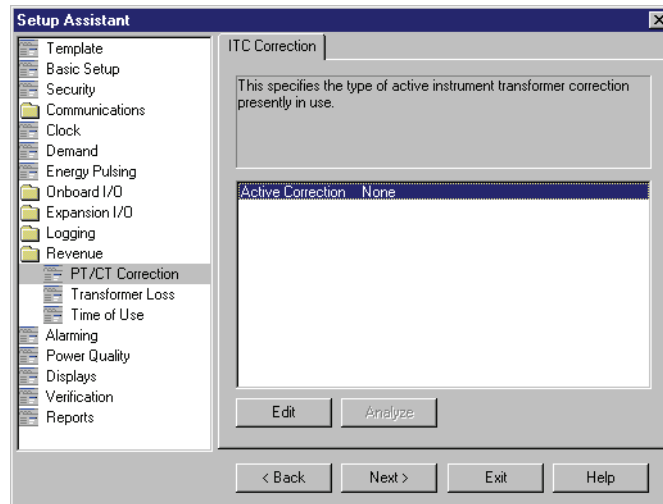 Setup Assistant
Template
Basic Setup
Security
Communications
Clock
Demand
Energy Pulsing
Onboard I/O
Expansion I/O
Logging
Revenue
PT/CT Correction
Transformer Loss
Time of Use
Alarming
Power Quality
Displays
Verification
Reports
ITC Correction
This specifies the type of active instrument transformer correction
presently in use.
Active Correction None
Edit Analyze
< Back Next > Exit Help